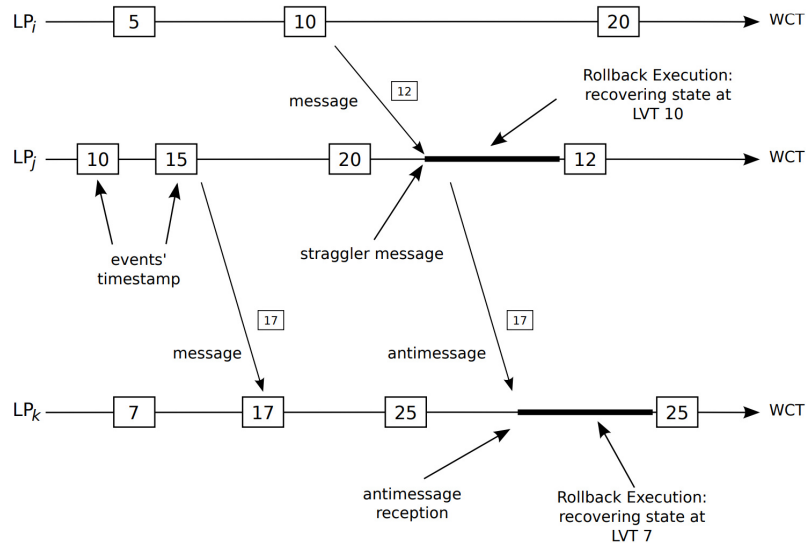 LPi
5
10
20
WCT
message
12
Rollback Execution:
recovering state at
LVT 10
LPj
10
15
20
12
WCT
events'
timestamp
straggler message
message
17
antimessage
17
LPk
7
17
25
25
WCT
antimessage
reception
Rollback Execution:
recovering state at
LVT 7